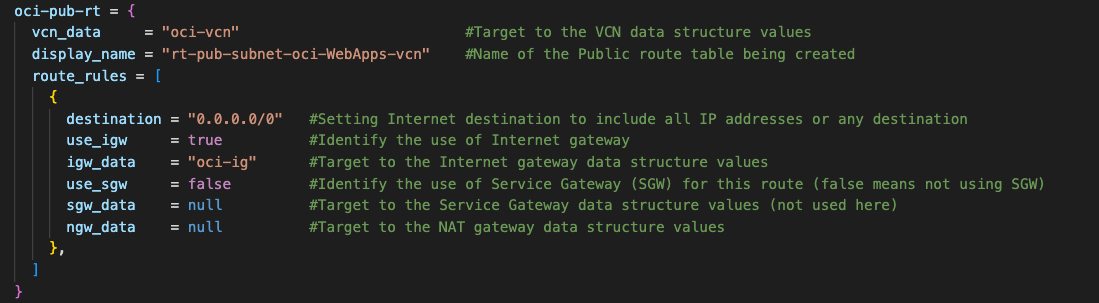 oci-pub-rt = {
  vcn_data     = "oci-vcn"                          #Target to the VCN data structure values
  display_name = "rt-pub-subnet-oci-WebApps-vcn"    #Name of the Public route table being created
  route_rules = [
    {
      destination = "0.0.0.0/0"   #Setting Internet destination to include all IP addresses or any destination
      use_igw     = true          #Identify the use of Internet gateway
      igw_data    = "oci-ig"      #Target to the Internet gateway data structure values
      use_sgw     = false         #Identify the use of Service Gateway (SGW) for this route (false means not using SGW)
      sgw_data    = null          #Target to the Service Gateway data structure values (not used here)
      ngw_data    = null          #Target to the NAT gateway data structure values
    },
  ]
}